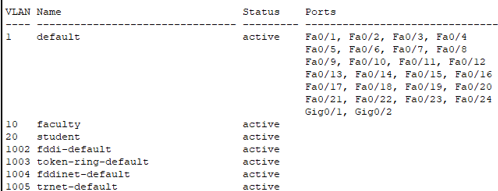 VLAN Name Status Ports
---- -------------------------------- --------- -------------------------------
1 default active Fa0/1, Fa0/2, Fa0/3, Fa0/4
Fa0/5, Fa0/6, Fa0/7, Fa0/8
Fa0/9, Fa0/10, Fa0/11, Fa0/12
Fa0/13, Fa0/14, Fa0/15, Fa0/16
Fa0/17, Fa0/18, Fa0/19, Fa0/20
Fa0/21, Fa0/22, Fa0/23, Fa0/24
Gig0/1, Gig0/2
10 faculty active
20 student active
1002 fddi-default active
1003 token-ring-default active
1004 fddinet-default active
1005 trnet-default active